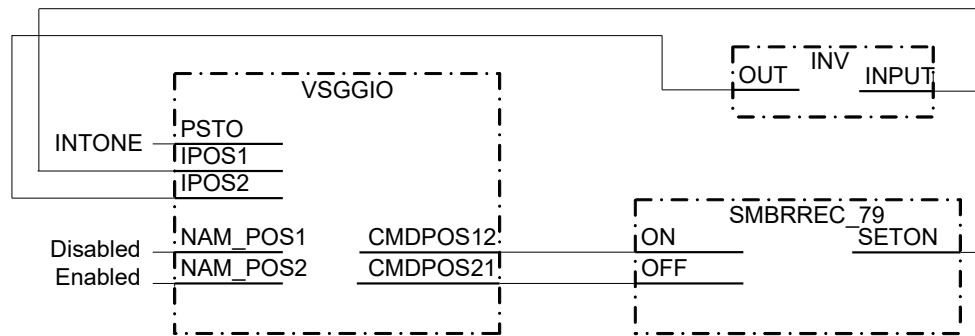 INV
OUT INPUT
VSGGIO
INTONE PSTO
IPOS1
IPOS2
SMBRREC_79
Disabled NAM_POS1 CMDPOS12 ON SETON
Enabled NAM_POS2 CMDPOS21 OFF